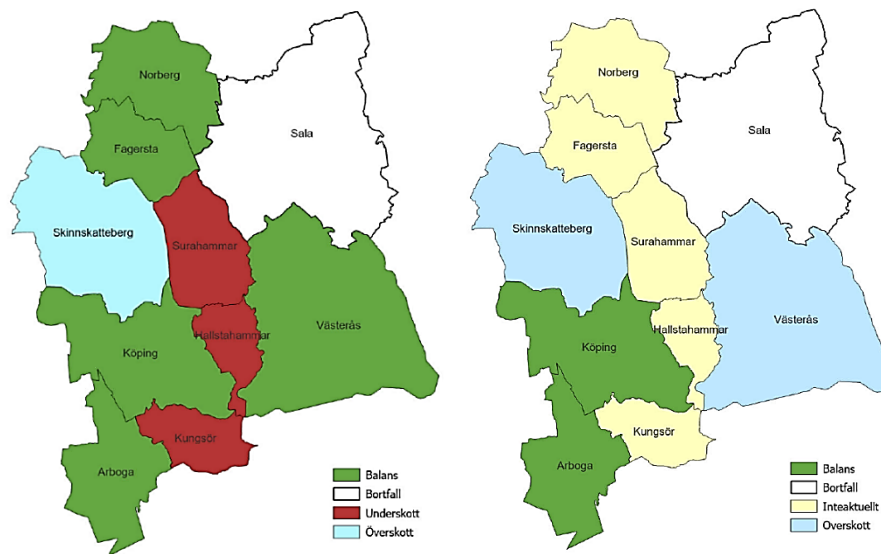 Norberg
Sala
Fagersta
Skinnskatteberg
Surahammar
Hallstahammar
Västerås
Köping
Kungsör
Arboga
Balans
Bortfall
Underskott
Överskott
Norberg
Sala
Fagersta
Skinnskatteberg
Surahammar
Hallstahammar
Västerås
Köping
Kungsör
Arboga
Balans
Bortfall
Inteaktuellt
Överskott